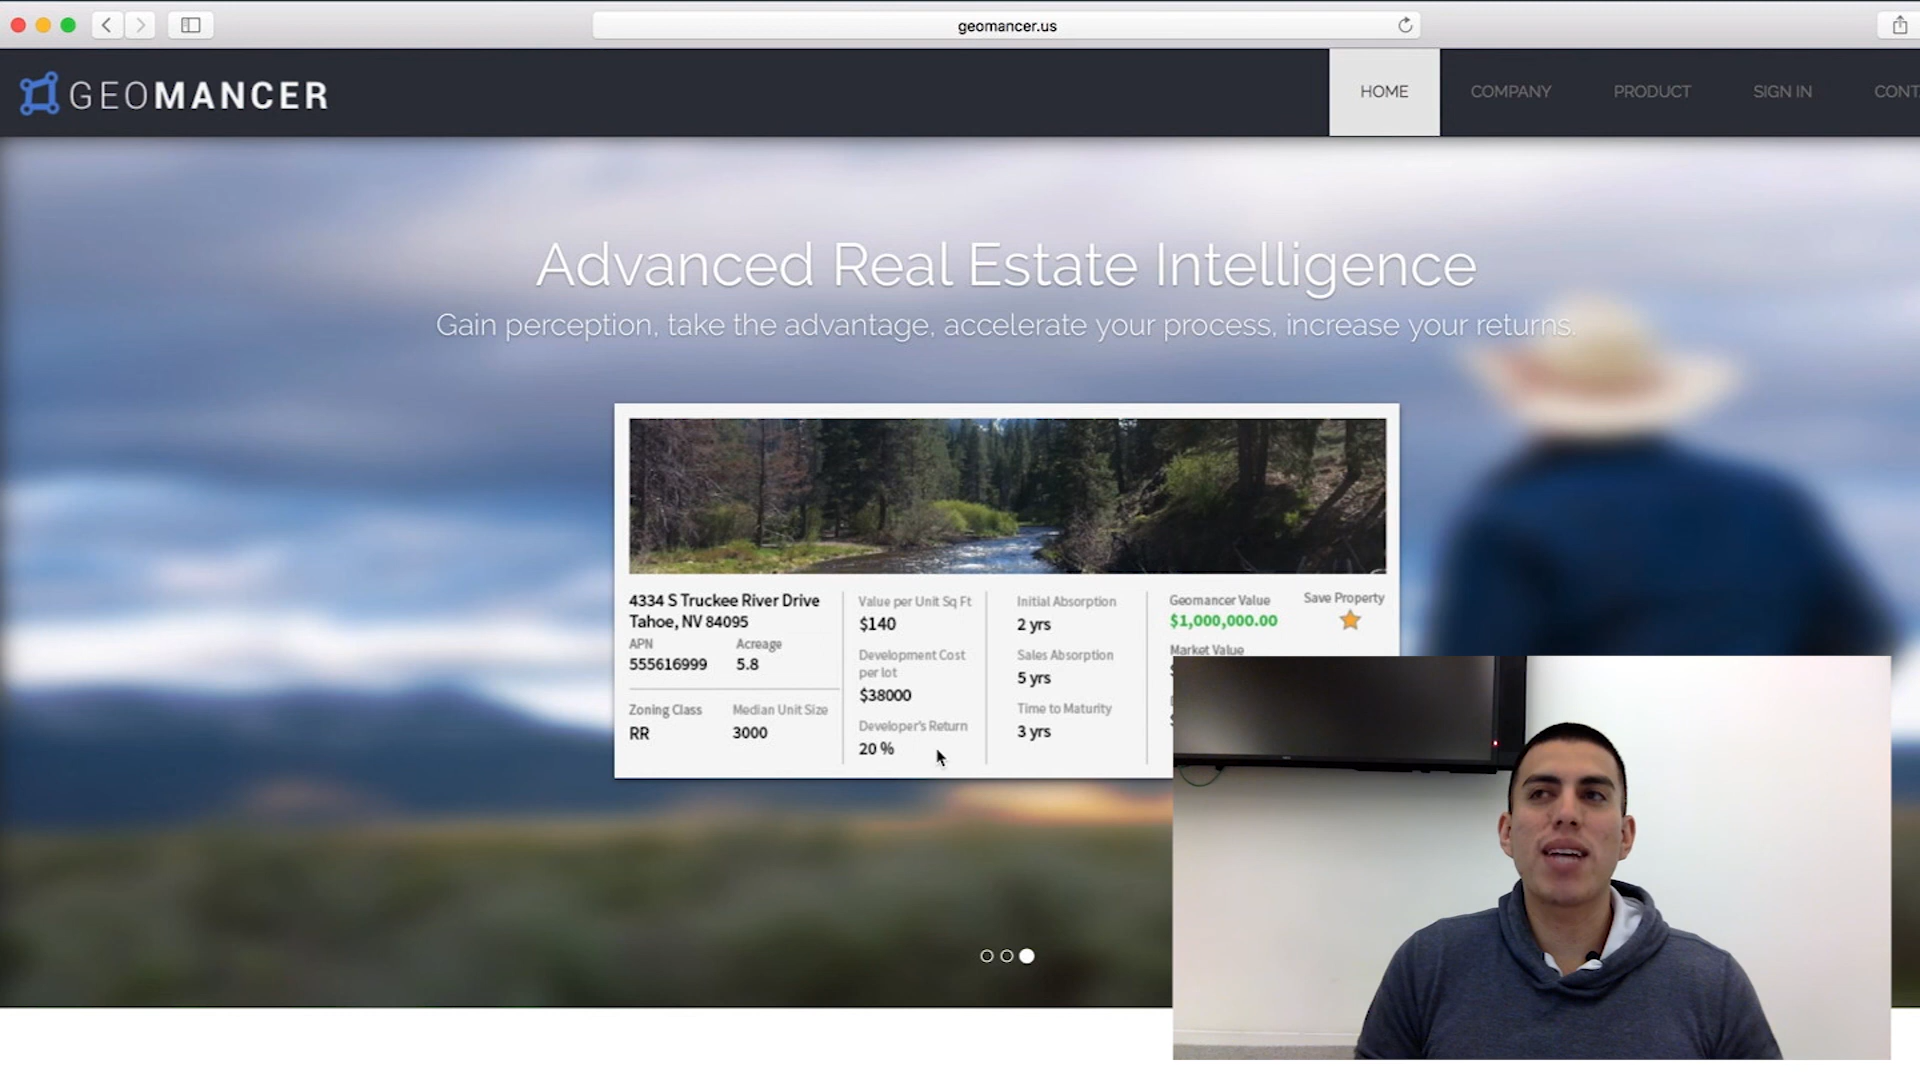 geomancer.us
GEOMANCER
HOME
COMPANY
PRODUCT
SIGN IN
CONT
Advanced Real Estate Intelligence
Gain perception, take the advantage, accelerate your process, increase your returns.
4334 S Truckee River Drive
Tahoe, NV 84095
APN
Acreage
555616999
5.8
Zoning Class
Median Unit Size
RR
3000
Value per Unit Sq Ft
$140
Development Cost
per lot
$38000
Developer's Return
20 %
Initial Absorption
2 yrs
Sales Absorption
5 yrs
Time to Maturity
3 yrs
Geomancer Value
$1,000,000.00
Save Property
Market Value